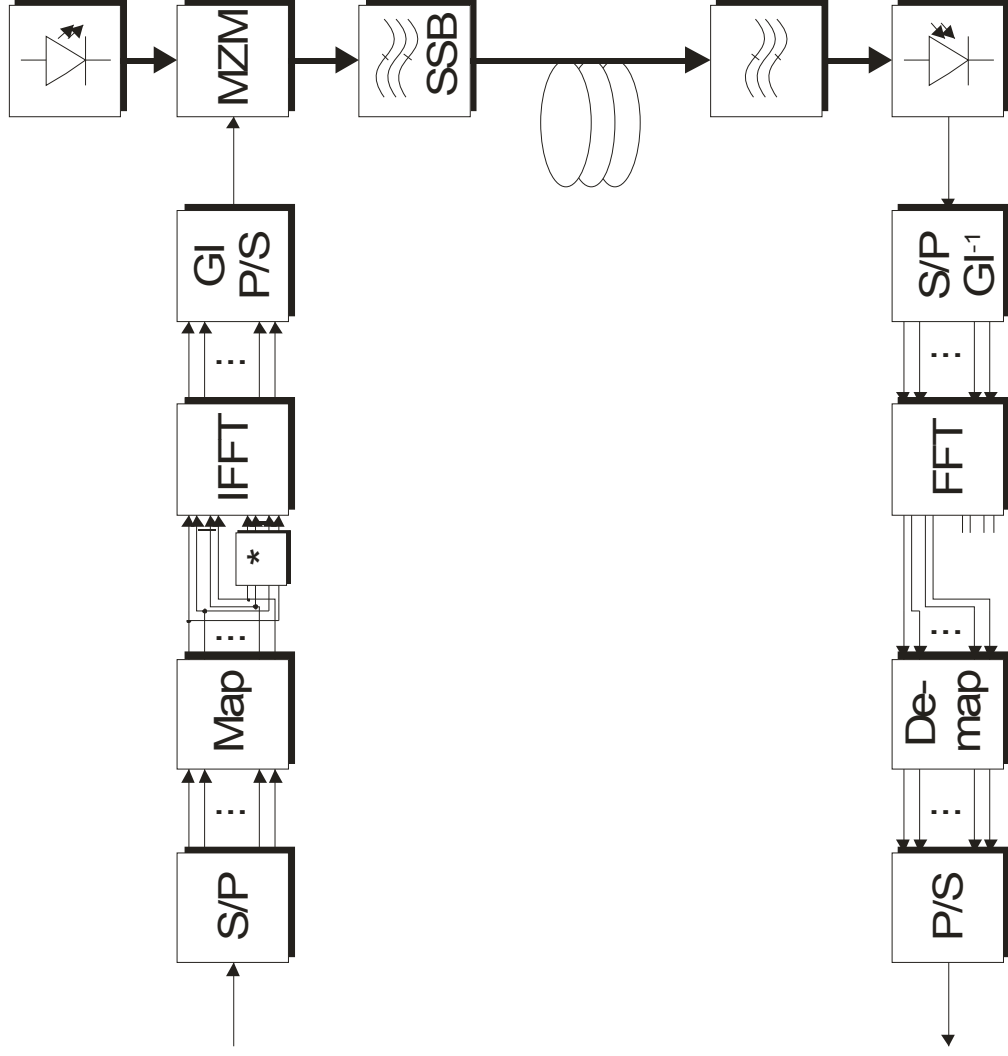 MZM
SSB
GI
P/S
S/P
GI-1
...
...
IFFT
FFT
*
...
...
Map
De-
map
...
...
S/P
P/S